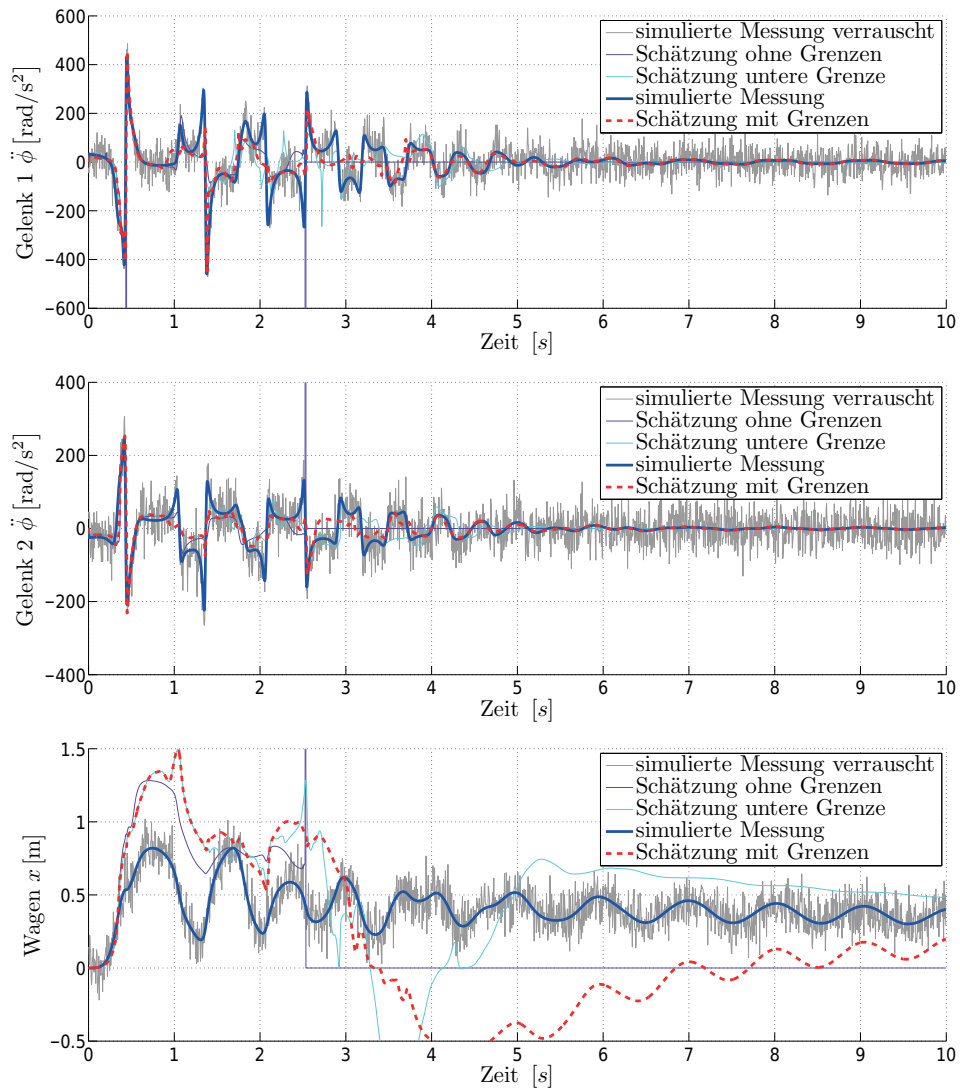 simulierte Messung verrauscht
Schätzung ohne Grenzen
Schätzung untere Grenze
simulierte Messung
Schätzung mit Grenzen
Gelenk 1 φ̈ [rad/s²]
600
400
200
0
−200
−400
−600
0 1 2 3 4 5 6 7 8 9 10
Zeit [s]
simulierte Messung verrauscht
Schätzung ohne Grenzen
Schätzung untere Grenze
simulierte Messung
Schätzung mit Grenzen
Gelenk 2 φ̈ [rad/s²]
400
200
0
−200
−400
0 1 2 3 4 5 6 7 8 9 10
Zeit [s]
simulierte Messung verrauscht
Schätzung ohne Grenzen
Schätzung untere Grenze
simulierte Messung
Schätzung mit Grenzen
Wagen x [m]
1.5
1
0.5
0
−0.5
0 1 2 3 4 5 6 7 8 9 10
Zeit [s]